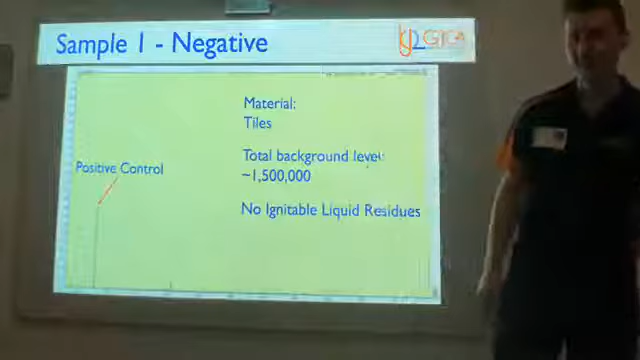 Sample 1 - Negative
Material:
Tiles
Positive Control
Total background level:
~1,500,000
No Ignitable Liquid Residues